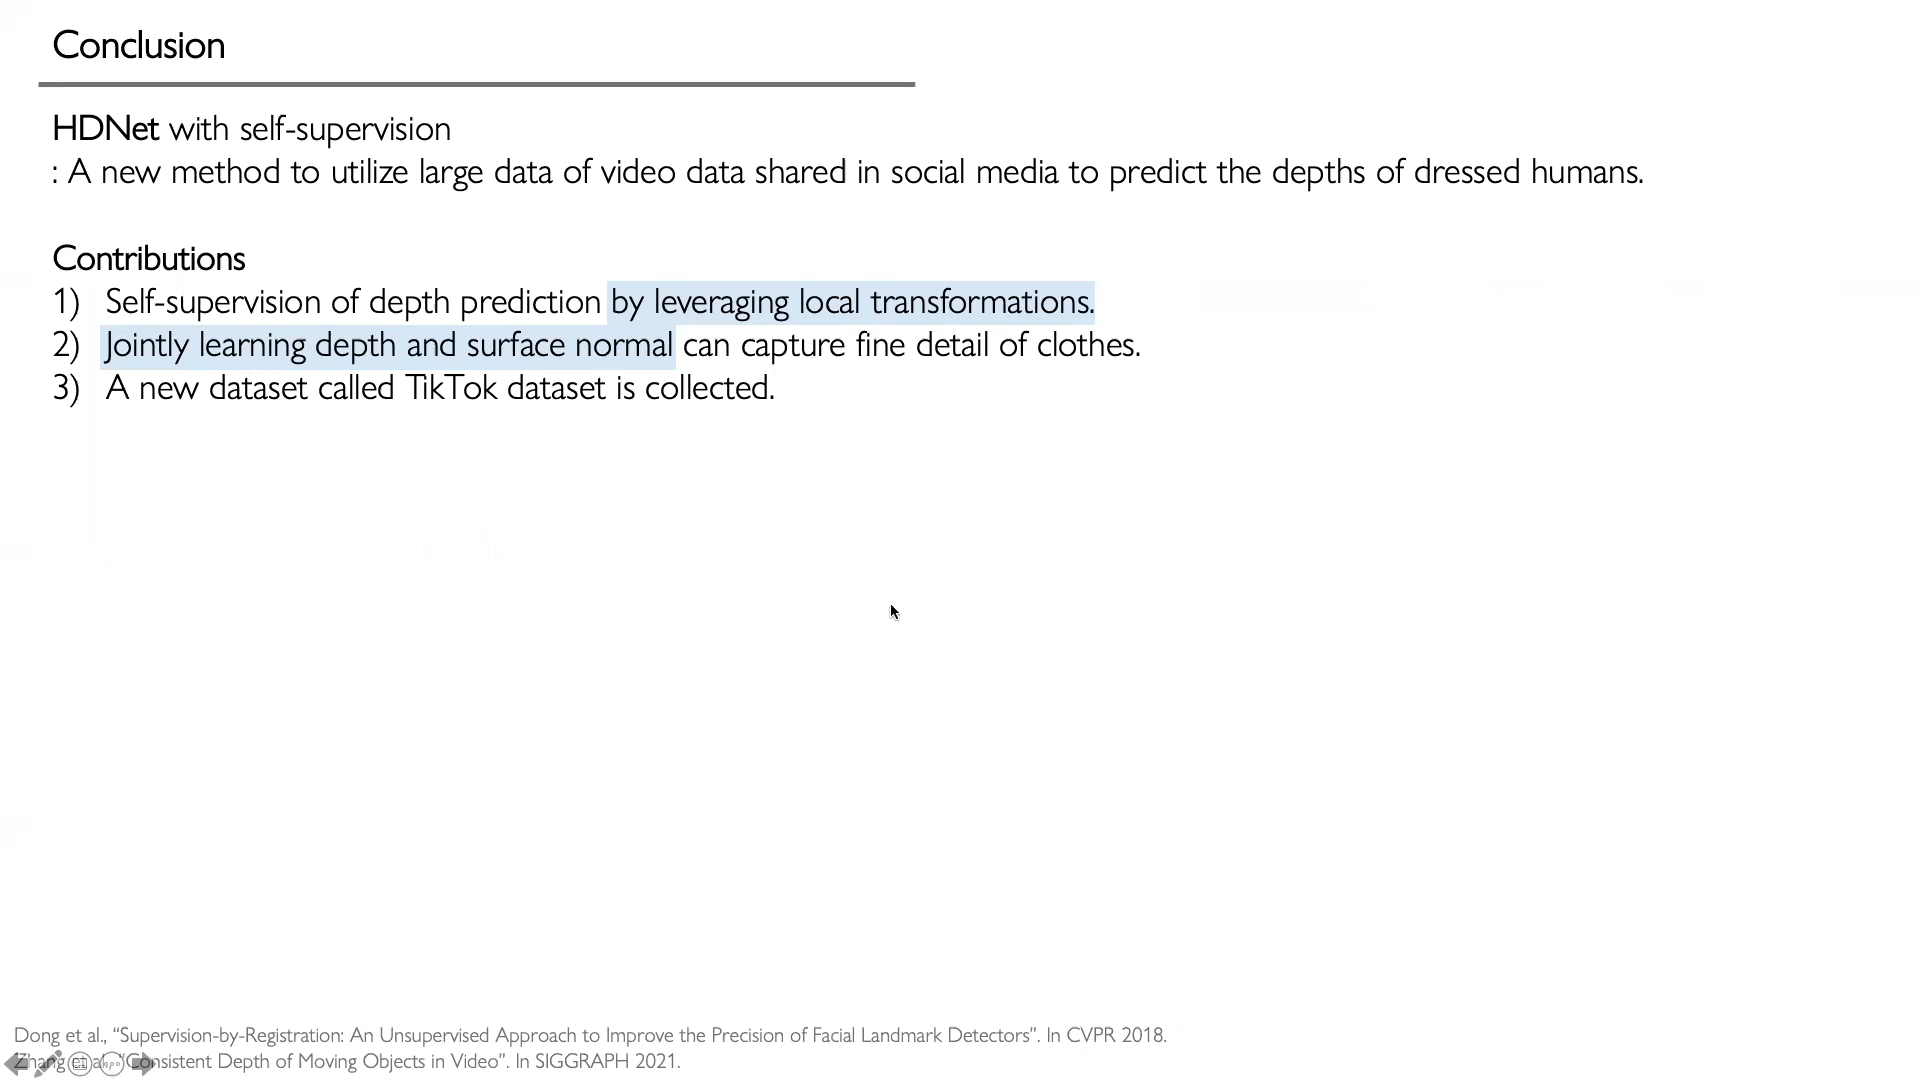 Conclusion
HDNet with self-supervision
: A new method to utilize large data of video data shared in social media to predict the depths of dressed humans.
Contributions
1) Self-supervision of depth prediction by leveraging local transformations.
2) Jointly learning depth and surface normal can capture fine detail of clothes.
3) A new dataset called TikTok dataset is collected.
Dong et al., “Supervision-by-Registration: An Unsupervised Approach to Improve the Precision of Facial Landmark Detectors”. In CVPR 2018.
Zhang et al., “Consistent Depth of Moving Objects in Video”. In SIGGRAPH 2021.